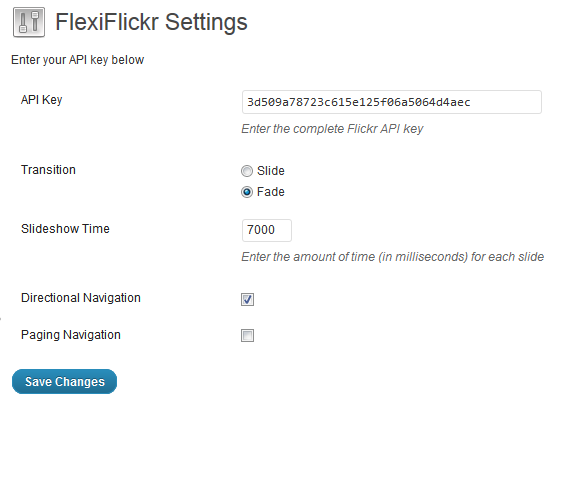 FlexiFlickr Settings
Enter your API key below
API Key 3d509a78723c615e125f06a5064d4aec
Enter the complete Flickr API key
Transition Slide
Fade
Slideshow Time 7000
Enter the amount of time (in milliseconds) for each slide
Directional Navigation
Paging Navigation
Save Changes